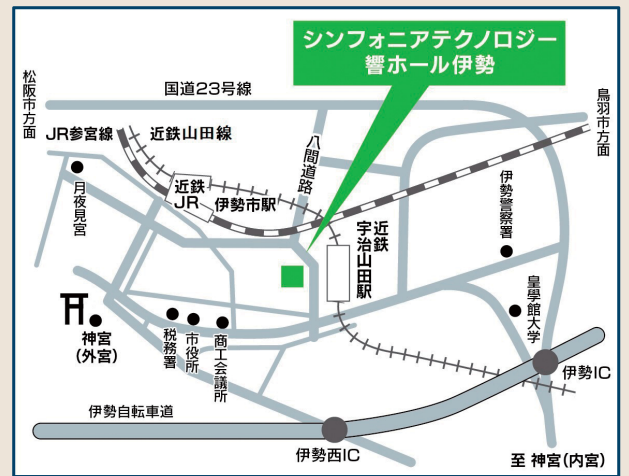 シンフォニアテクノロジー
響ホール伊勢
松阪市方面
国道23号線
鳥羽市方面
JR参宮線
近鉄山田線
八間道路
月夜見宮
近鉄
JR
伊勢市駅
伊勢警察署
近鉄
宇治山田駅
皇學館大学
神宮
(外宮)
税務署
市役所
商工会議所
伊勢IC
伊勢自転車道
伊勢西IC
至 神宮(内宮)